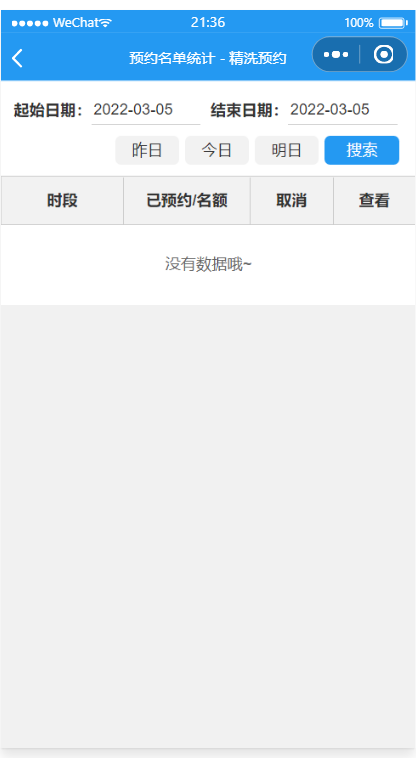 WeChat 21:36 100%
预约名单统计 - 精洗预约
起始日期： 2022-03-05 结束日期： 2022-03-05
昨日 今日 明日 搜索
时段 已预约/名额 取消 查看
没有数据哦~